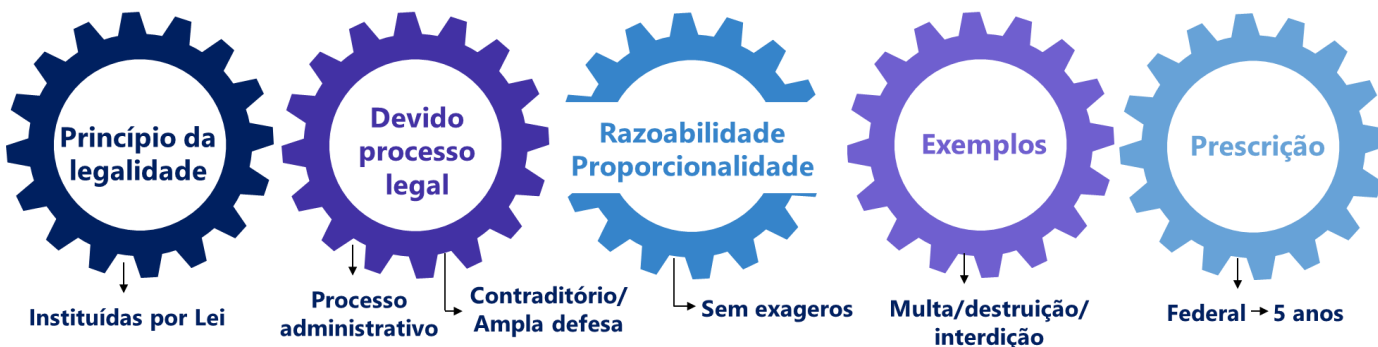 Princípio da
legalidade
Instituídas por Lei
Devido
processo
legal
Processo
administrativo
Contraditório/
Ampla defesa
Razoabilidade
Proporcionalidade
Sem exageros
Exemplos
Multa/destruição/
interdição
Prescrição
Federal
5 anos